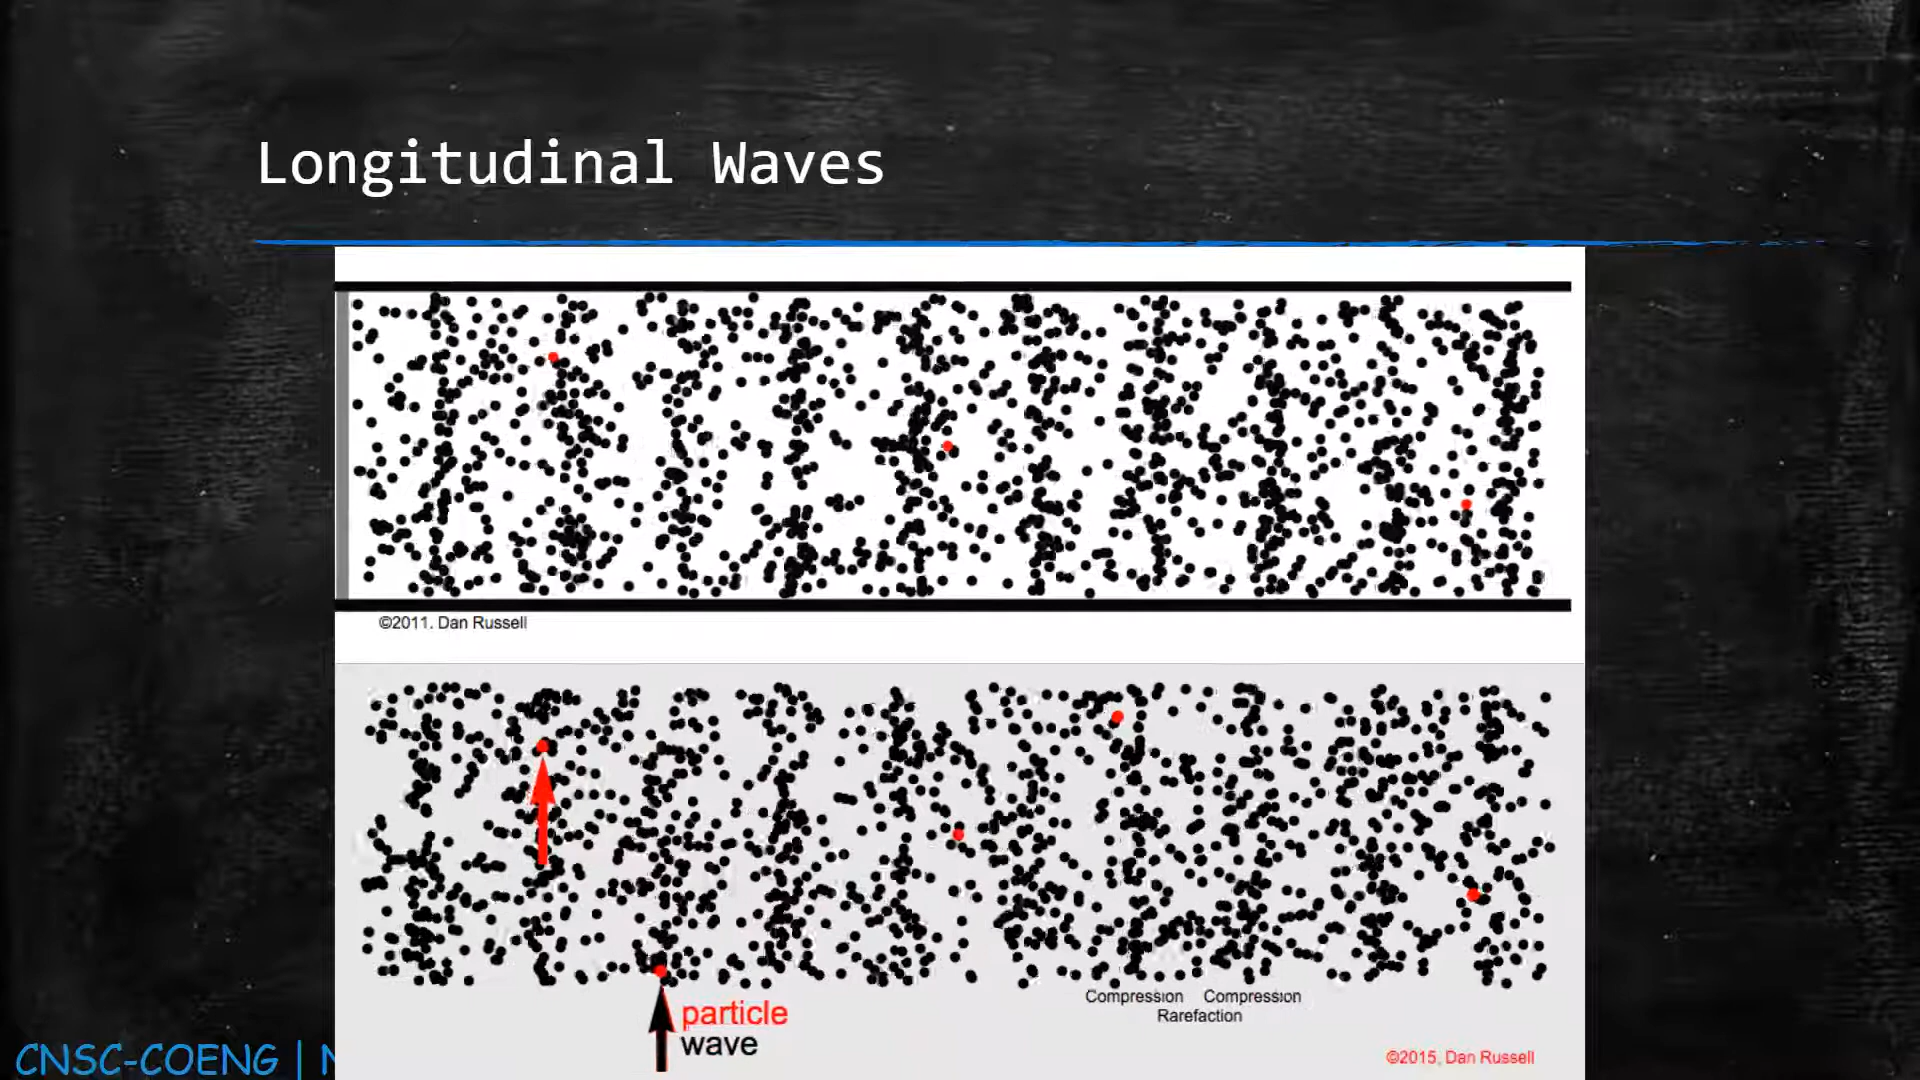 Longitudinal Waves
©2011. Dan Russell
particle
wave
Compression Compression
Rarefaction
©2015, Dan Russell
CNSC-COENG |